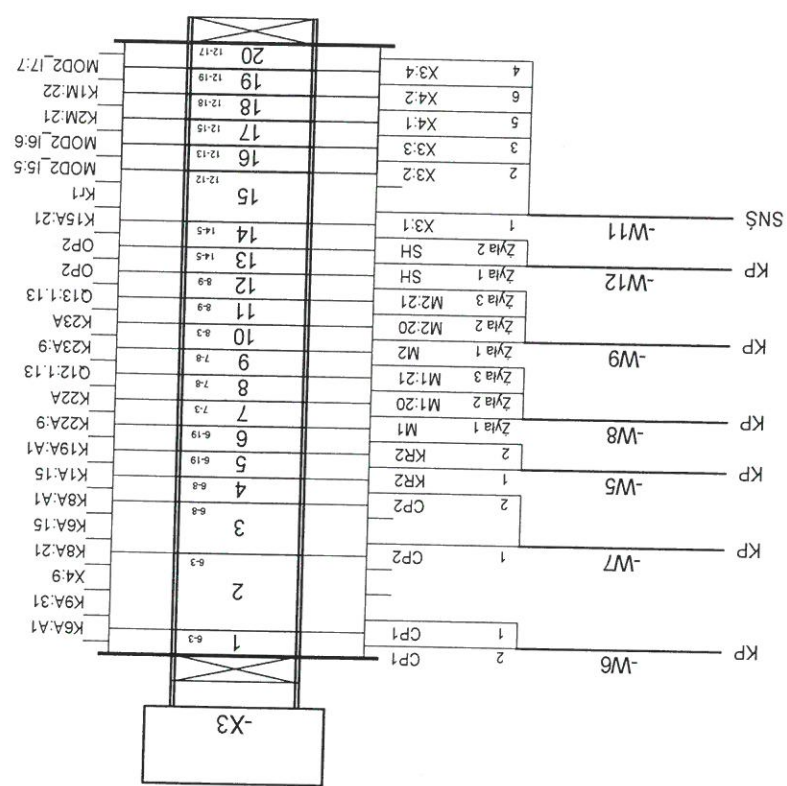 -X3
KP -W6 2 CP1
1 CP1 1 6-3 K6A:A1
K9A:31
2 X4:9
KP -W7 1 CP2 6-3 K8A:21
3 K6A:15
2 CP2 6-8 K8A:A1
1 KR2 4 6-8 K1A:15
KP -W5 2 KR2 5 6-19 K19A:A1
Żyła 1 M1 6 6-19 K22A:9
KP -W8 Żyła 2 M1:20 7 7-3 K22A
Żyła 3 M1:21 8 7-8 Q12:1.13
Żyła 1 M2 9 7-8 K23A:9
KP -W9 Żyła 2 M2:20 10 8-3 K23A
Żyła 3 M2:21 11 8-9 Q13:1.13
Żyła 1 SH 12 8-9 OP2
KP -W12 Żyła 2 SH 13 14-5 OP2
SNŚ -W11 1 X3:1 14 14-5 K15A:21
15 Kr1
2 X3:2 12-12 MOD2_I5:5
3 X3:3 16 12-13 MOD2_I6:6
5 X4:1 17 12-15 K2M:21
6 X4:2 18 12-18 K1M:22
4 X3:4 19 12-19 MOD2_I7:7
20 12-17